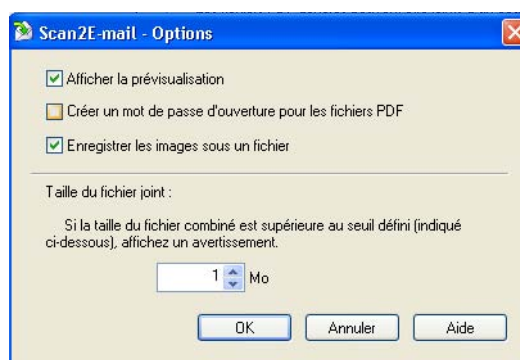 Scan2E-mail - Options
Afficher la prévisualisation
Créer un mot de passe d'ouverture pour les fichiers PDF
Enregistrer les images sous un fichier
Taille du fichier joint :
Si la taille du fichier combiné est supérieure au seuil défini (indiqué
ci-dessous), affichez un avertissement.
1 Mo
OK Annuler Aide